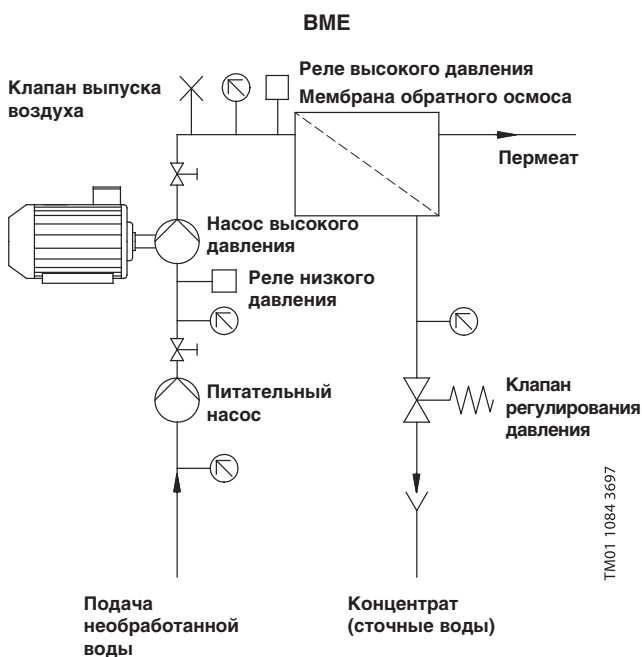 BME
Клапан выпуска
воздуха
Реле высокого давления
Мембрана обратного осмоса
Пермеат
Насос высокого
давления
Реле низкого
давления
Питательный
насос
Клапан
регулирования
давления
TM01 1084 3697
Подача
необработанной
воды
Концентрат
(сточные воды)